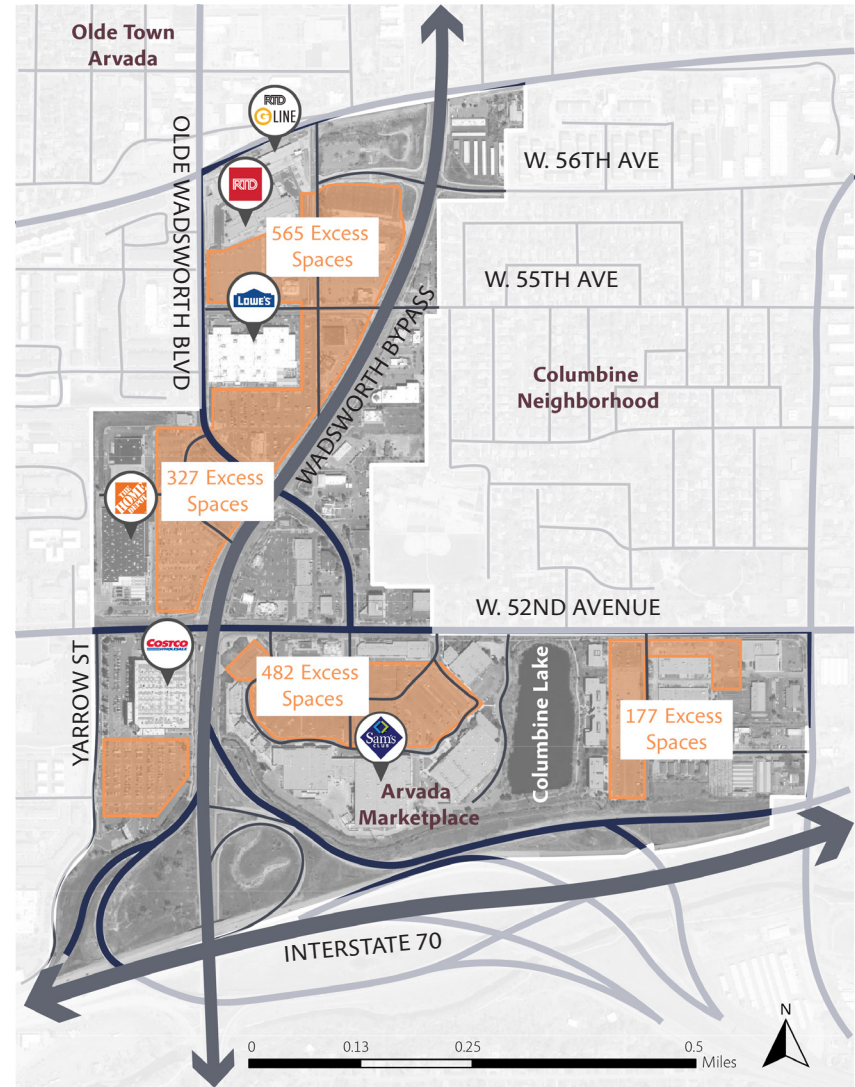 Olde Town
Arvada
RTD
G LINE
RTD
OLDE WADSWORTH BLVD
W. 56TH AVE
565 Excess
Spaces
W. 55TH AVE
LOWE'S
WADSWORTH BYPASS
Columbine
Neighborhood
327 Excess
Spaces
THE
HOME
DEPOT
W. 52ND AVENUE
COSTCO
WHOLESALE
YARROW ST
482 Excess
Spaces
Columbine Lake
177 Excess
Spaces
Sam's
CLUB
Arvada
Marketplace
INTERSTATE 70
N
0 0.13 0.25 0.5
Miles